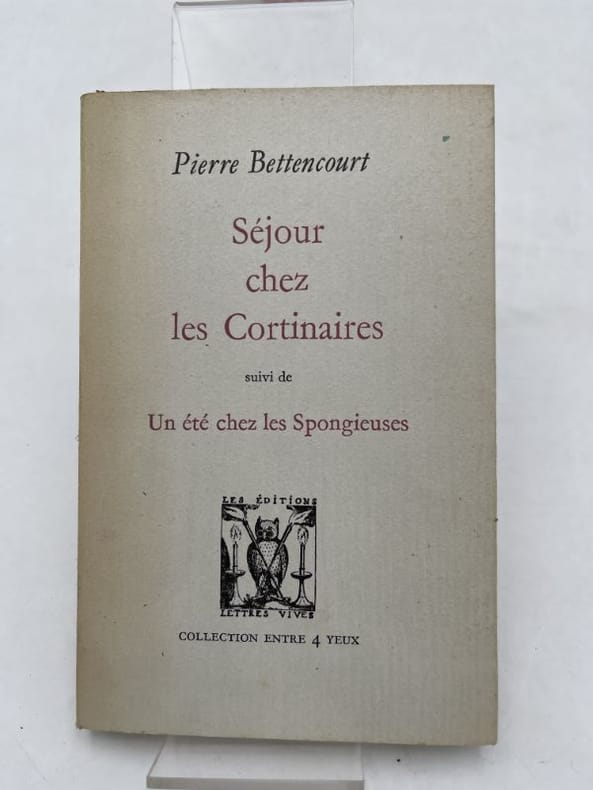 Pierre Bettencourt
Séjour
chez
les Cortinaires
suivi de
Un été chez les Spongieuses
LES ÉDITIONS
LETTRES VIVES
COLLECTION ENTRE 4 YEUX